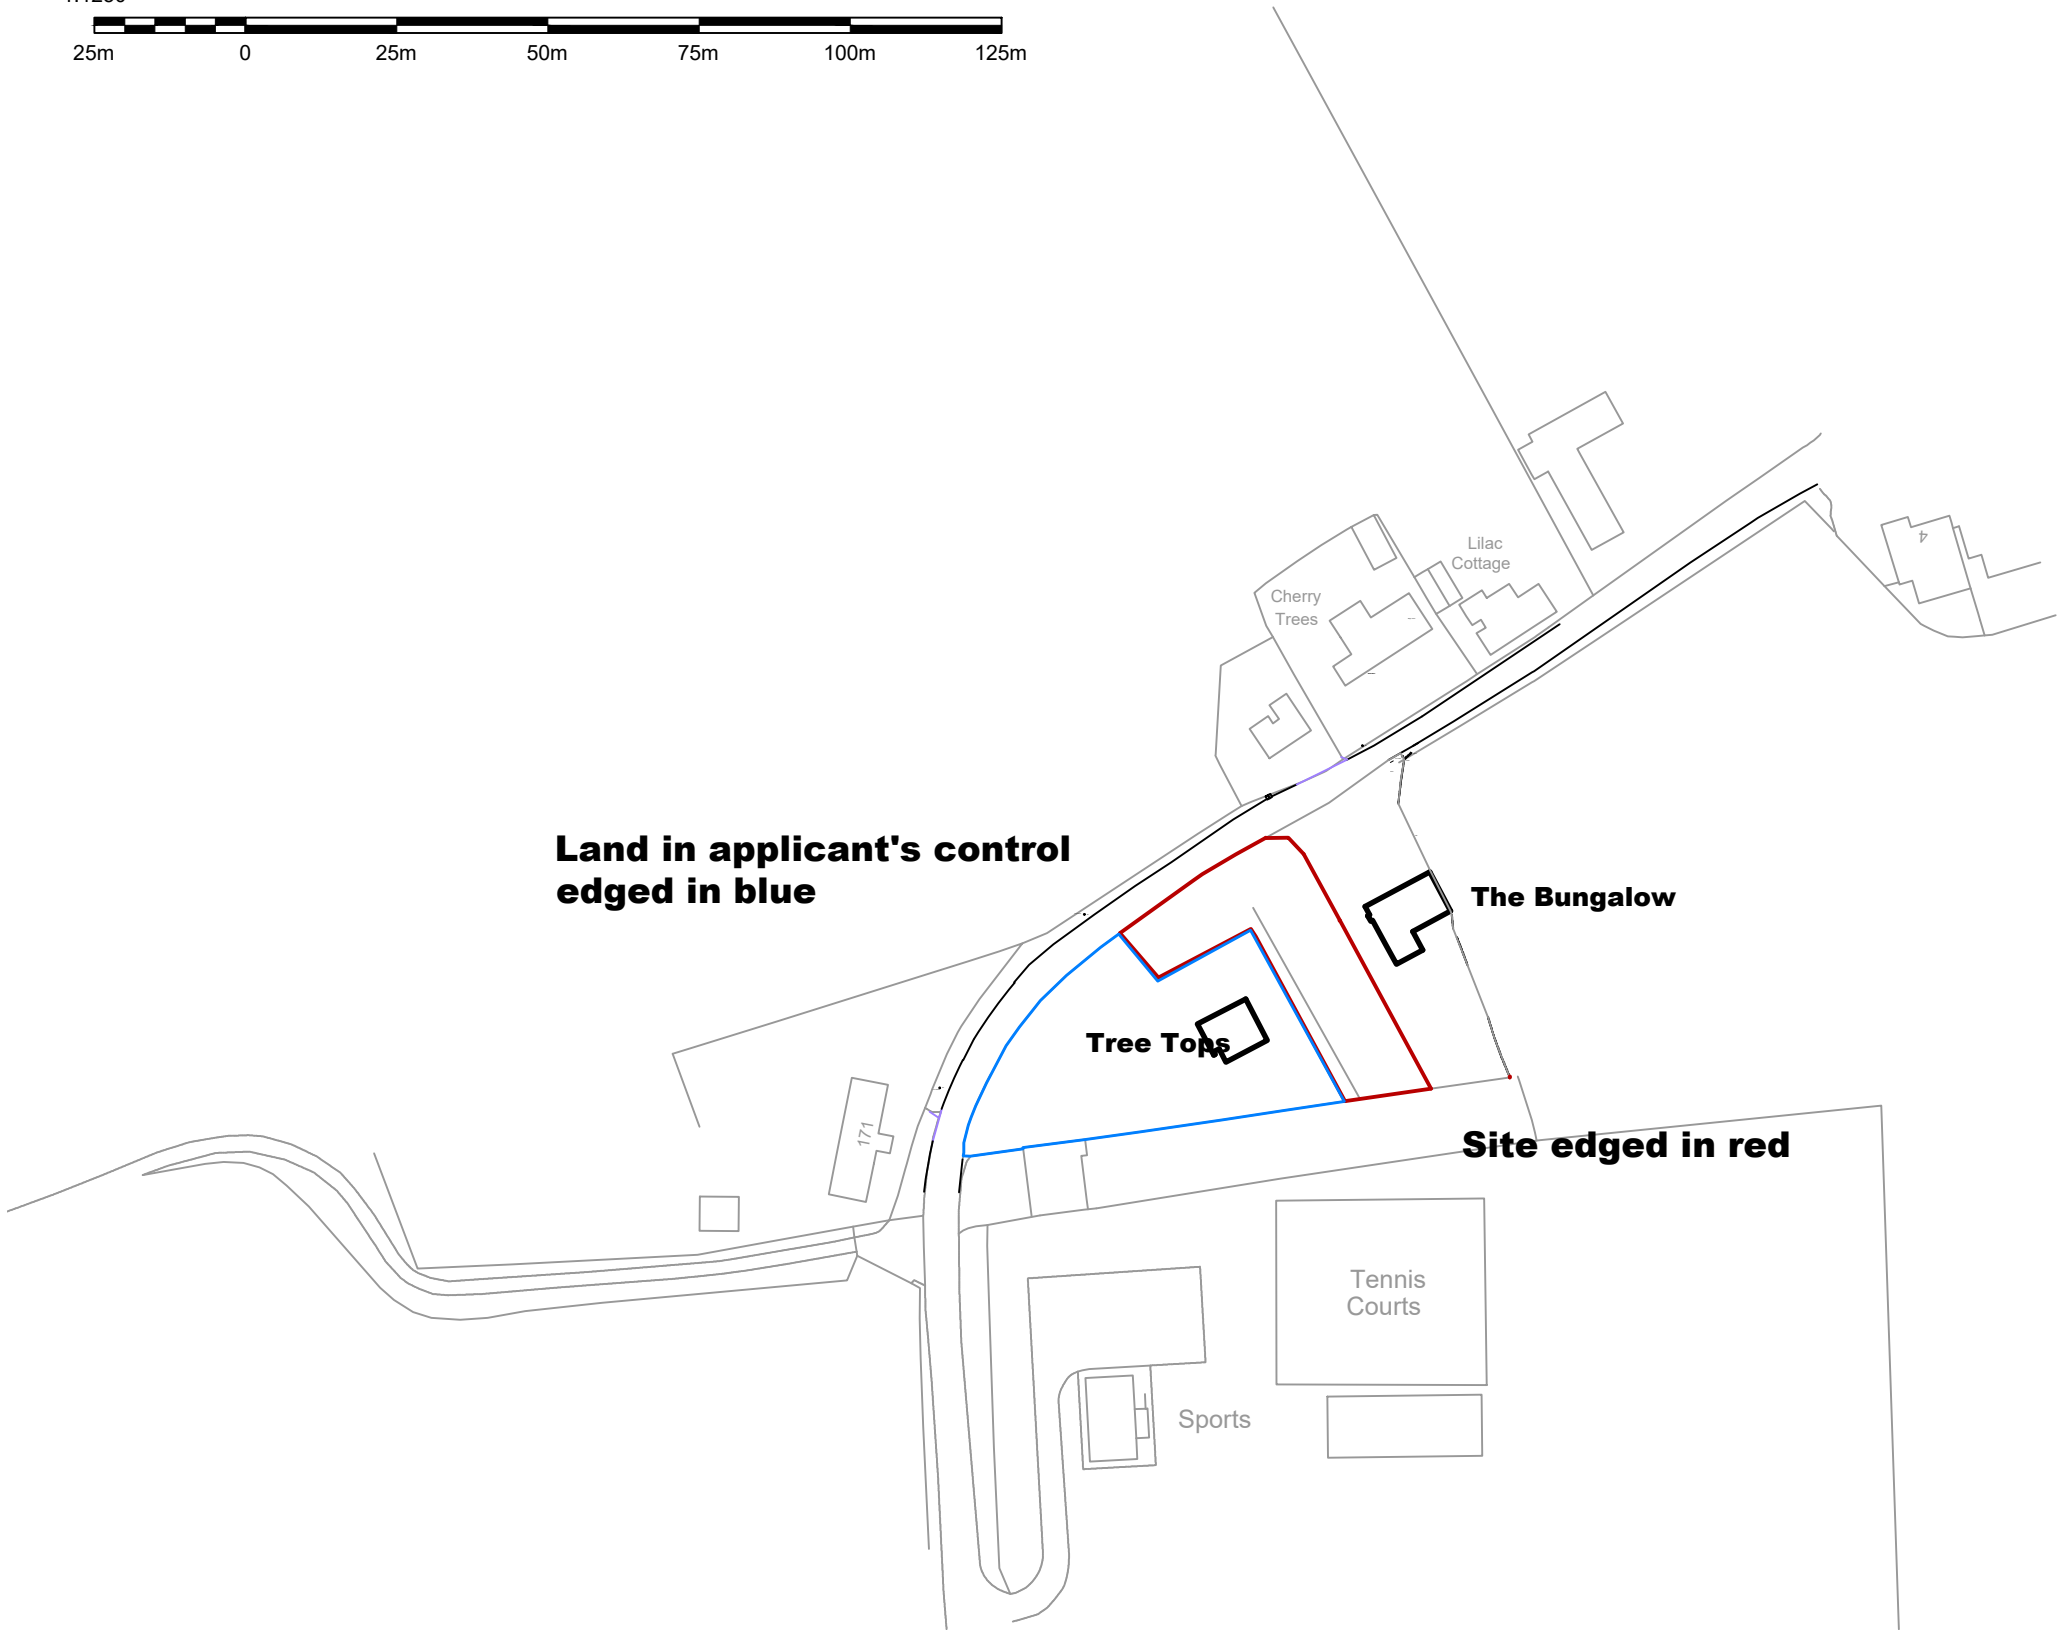 25m 0 25m 50m 75m 100m 125m
Lilac
Cottage
Cherry
Trees
4
Land in applicant's control
edged in blue
The Bungalow
Tree Tops
171
Site edged in red
Tennis
Courts
Sports